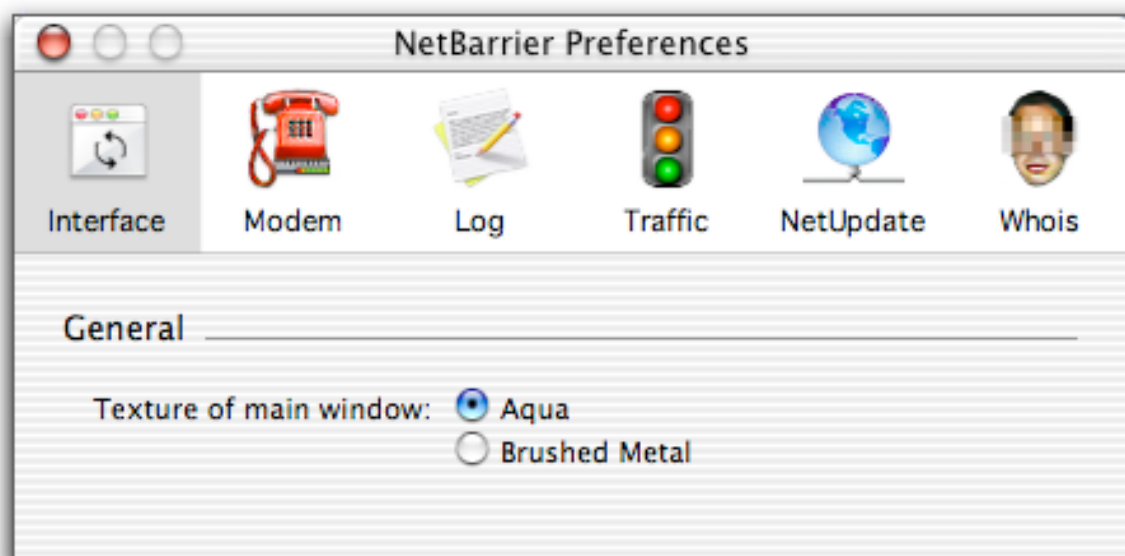 NetBarrier Preferences
Interface Modem Log Traffic NetUpdate Whois
General
Texture of main window: Aqua
Brushed Metal